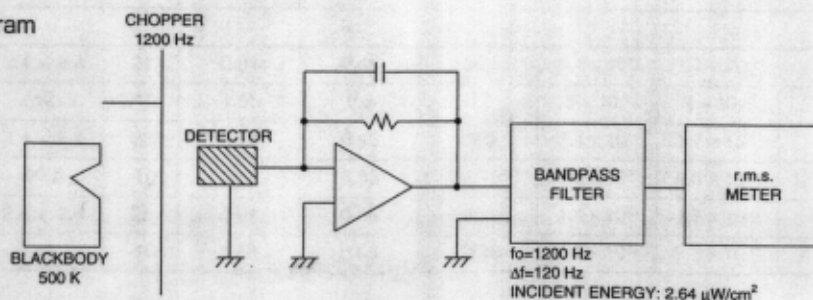 ram
CHOPPER
1200 Hz
DETECTOR
BLACKBODY
500 K
BANDPASS
FILTER
r.m.s.
METER
fo=1200 Hz
Δf=120 Hz
INCIDENT ENERGY: 2.64 μW/cm²